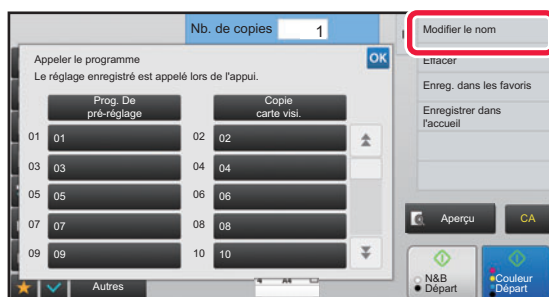 Nb. de copies 1
Modifier le nom
Appeler le programme
OK
Effacer
Le réglage enregistré est appelé lors de l'appui.
Enreg. dans les favoris
Prog. De
pré-réglage
Copie
carte visi.
Enregistrer dans
l'accueil
01 01
02 02
03 03
04 04
05 05
06 06
07 07
08 08
Aperçu
CA
09 09
10 10
Autres
A4
N&B
Départ
Couleur
Départ